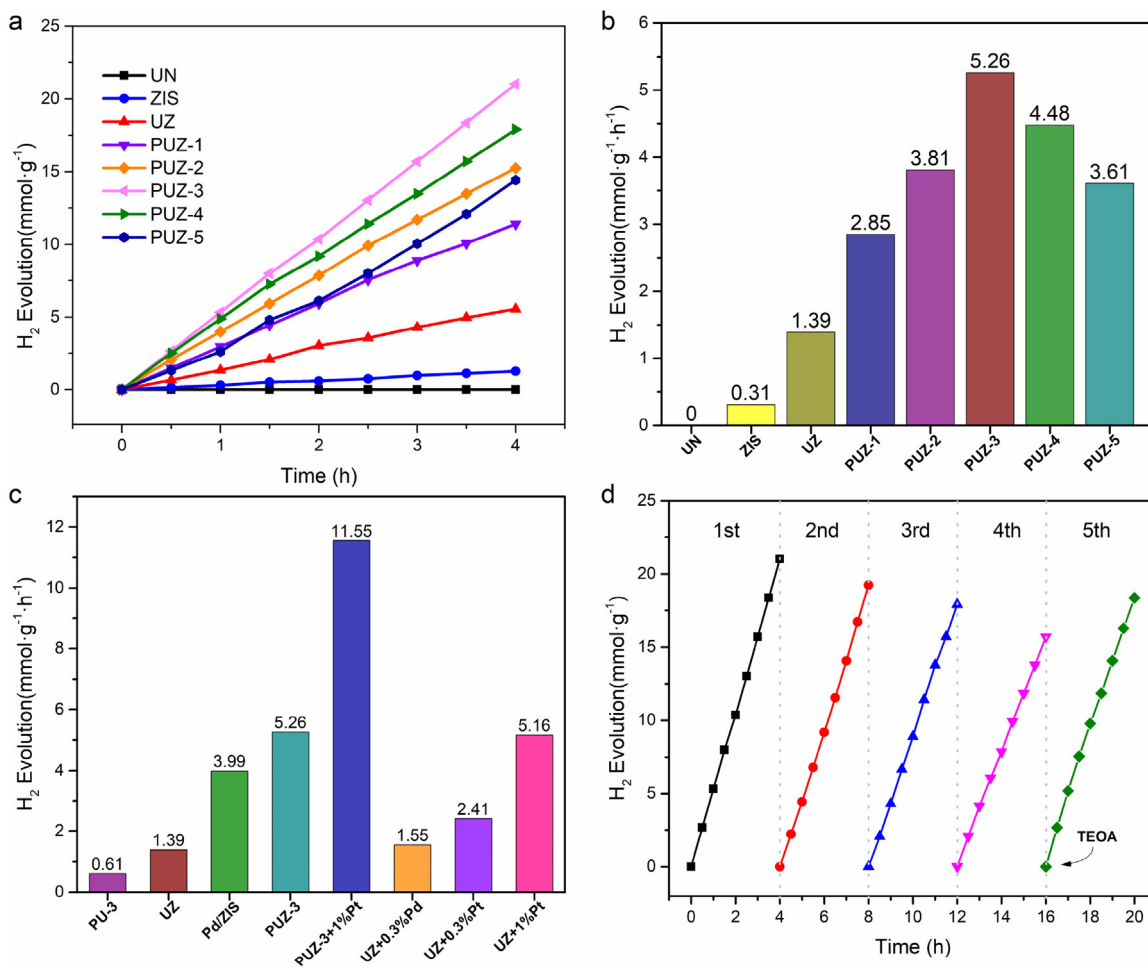 a
H₂ Evolution(mmol·g⁻¹)
25
20
15
10
5
0
UN
ZIS
UZ
PUZ-1
PUZ-2
PUZ-3
PUZ-4
PUZ-5
0 1 2 3 4
Time (h)
b
H₂ Evolution(mmol·g⁻¹·h⁻¹)
6
5
4
3
2
1
0
0
0.31
1.39
2.85
3.81
5.26
4.48
3.61
UN ZIS UZ PUZ-1 PUZ-2 PUZ-3 PUZ-4 PUZ-5
c
H₂ Evolution(mmol·g⁻¹·h⁻¹)
12
10
8
6
4
2
0
0.61
1.39
3.99
5.26
11.55
1.55
2.41
5.16
PU-3 UZ Pd/ZIS PUZ-3 PUZ-3+1%Pt UZ+0.3%Pd UZ+0.3%Pt UZ+1%Pt
d
H₂ Evolution(mmol·g⁻¹)
25
20
15
10
5
0
1st 2nd 3rd 4th 5th
TEOA
0 2 4 6 8 10 12 14 16 18 20
Time (h)